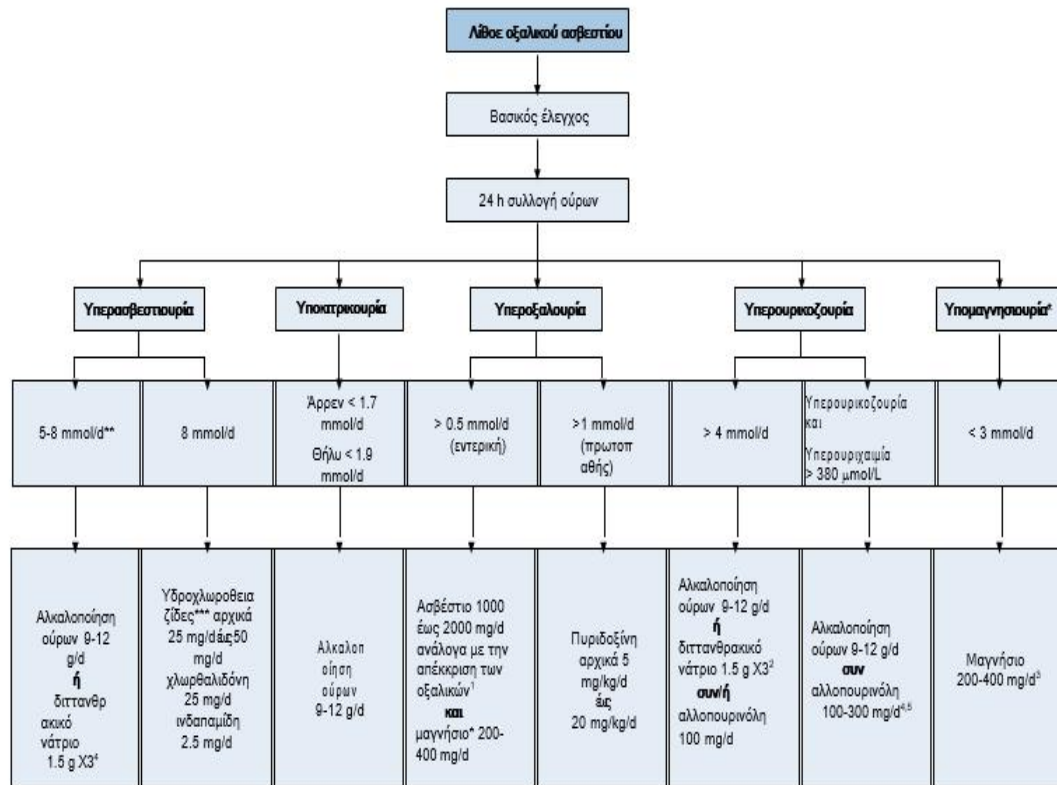 Λίθοε οξαλικού ασβεστίου
Βασικός έλεγχος
24 h συλλογή ούρων
Υπερασβεστιουρία
Υποκιτρικουρία
Υπεροξαλουρία
Υπερουρικοζουρία
Υπομαγνησιουρία*
5-8 mmol/d**
8 mmol/d
Άρρεν < 1.7
mmol/d
Θήλυ < 1.9
mmol/d
> 0.5 mmol/d
(εντερική)
>1 mmol/d
(πρωτοπ
αθής)
> 4 mmol/d
Υπερουρικοζουρία
και
Υπερουριχαιμία
> 380 μmol/L
< 3 mmol/d
Αλκαλοποίηση
ούρων 9-12
g/d
ή
διττανθρ
ακικό
νάτριο
1.5 g X3⁴
Υδροχλωροθεια
ζίδες*** αρχικά
25 mg/d έις 50
mg/d
χλωρθαλιδόνη
25 mg/d
ινδαπαμίδη
2.5 mg/d
Αλκαλοπ
οίηση
ούρων
9-12 g/d
Ασβέστιο 1000
έως 2000 mg/d
ανάλογα με την
απέκκριση των
οξαλικών¹
και
μαγνήσιο* 200-
400 mg/d
Πυριδοξίνη
αρχικά 5
mg/kg/d
έις
20 mg/kg/d
Αλκαλοποίηση
ούρων 9-12 g/d
ή
διττανθρακικό
νάτριο 1.5 g X3²
συν/ή
αλλοπουρινόλη
100 mg/d
Αλκαλοποίηση
ούρων 9-12 g/d
συν
αλλοπουρινόλη
100-300 mg/d⁴,⁵
Μαγνήσιο
200-400 mg/d³